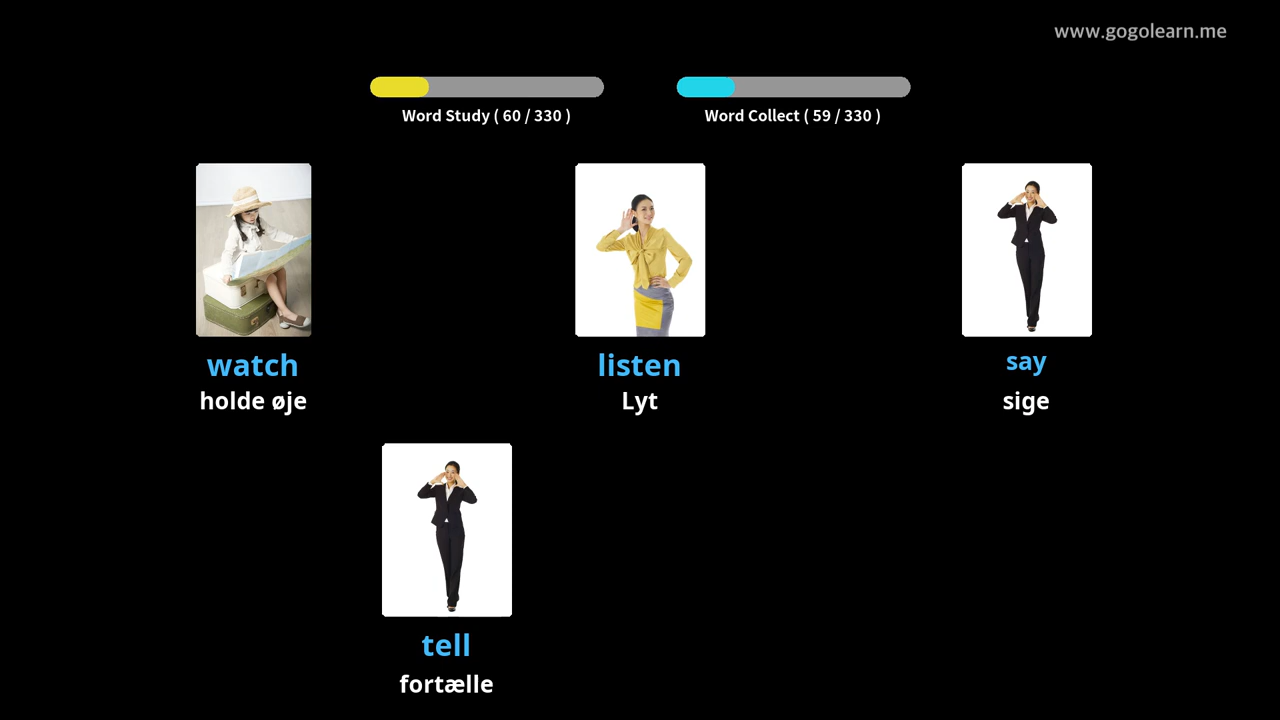 www.gogolearn.me
Word Study ( 60 / 330 )
Word Collect ( 59 / 330 )
watch
holde øje
listen
Lyt
say
sige
tell
fortælle